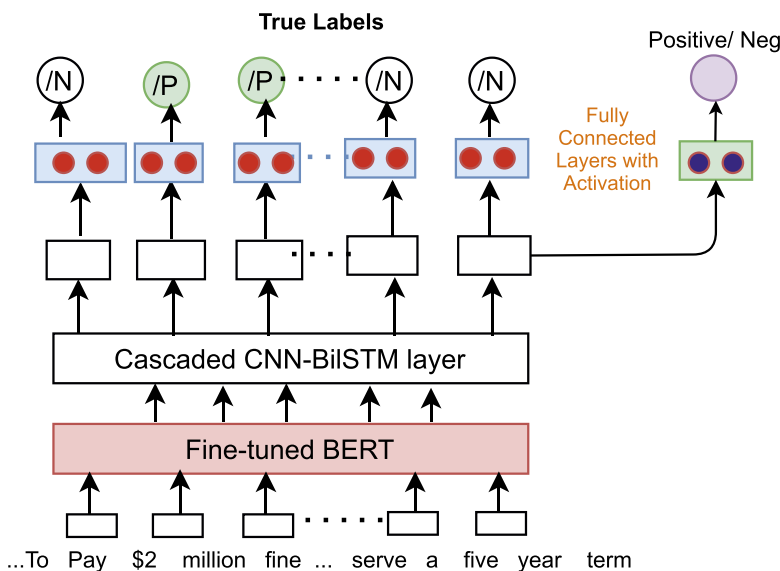 True Labels
Positive/ Neg
/N /P /P /N /N
Fully
Connected
Layers with
Activation
Cascaded CNN-BilSTM layer
Fine-tuned BERT
...To Pay $2 million fine ... serve a five year term